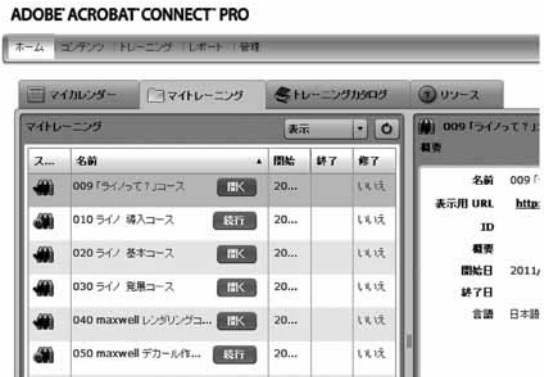 ADOBE® ACROBAT® CONNECT™ PRO
ホーム | コンテンツ | トレーニング | レポート | 管理
マイカレンダー マイトレーニング トレーニングカタログ リソース
マイトレーニング 表示 009「ライノって?」コ
概要
ス... 名前 開始 終了 修了
009「ライノって?」コース 開く 20... いいえ
010 ライノ 導入コース 続行 20... いいえ
020 ライノ 基本コース 開く 20... いいえ
030 ライノ 発展コース 開く 20... いいえ
040 maxwell レンダリングコ... 開く 20... いいえ
050 maxwell デカール作... 続行 20... いいえ
名前 009「
表示用 URL http:
ID
概要
開始日 2011/
終了日
言語 日本語